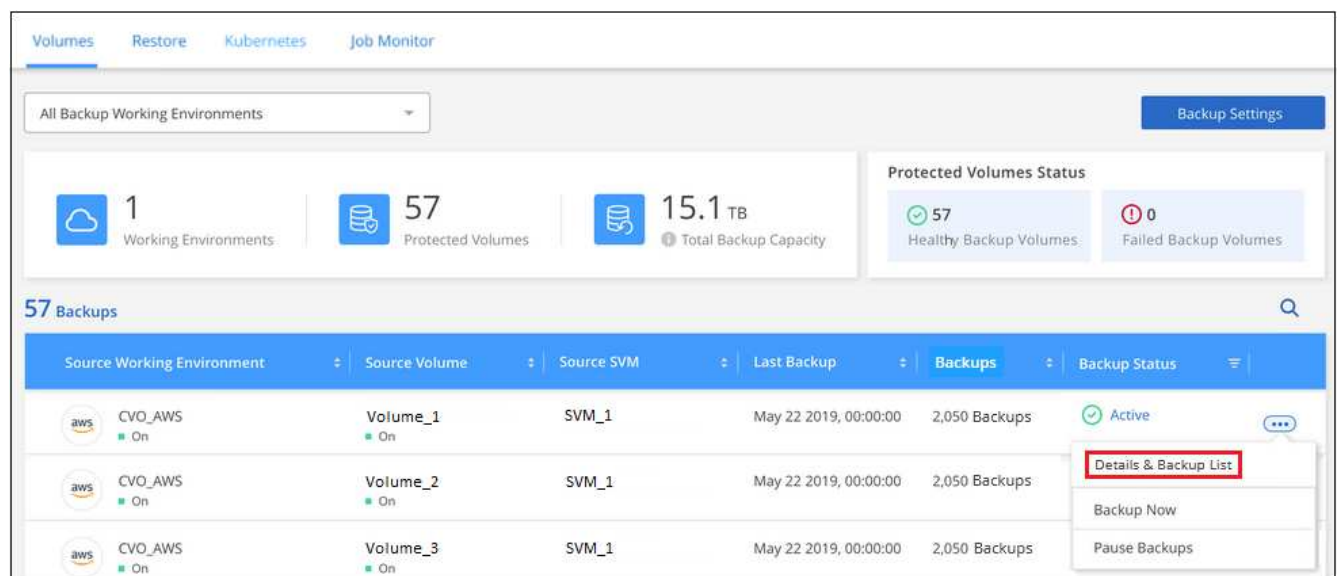 Volumes Restore Kubernetes Job Monitor
All Backup Working Environments Backup Settings
Protected Volumes Status
1 57 15.1 TB
Working Environments Protected Volumes Total Backup Capacity
57 0
Healthy Backup Volumes Failed Backup Volumes
57 Backups
Source Working Environment Source Volume Source SVM Last Backup Backups Backup Status
aws CVO_AWS Volume_1 SVM_1 May 22 2019, 00:00:00 2,050 Backups Active
On On
Details & Backup List
aws CVO_AWS Volume_2 SVM_1 May 22 2019, 00:00:00 2,050 Backups
On On
Backup Now
aws CVO_AWS Volume_3 SVM_1 May 22 2019, 00:00:00 2,050 Backups Pause Backups
On On